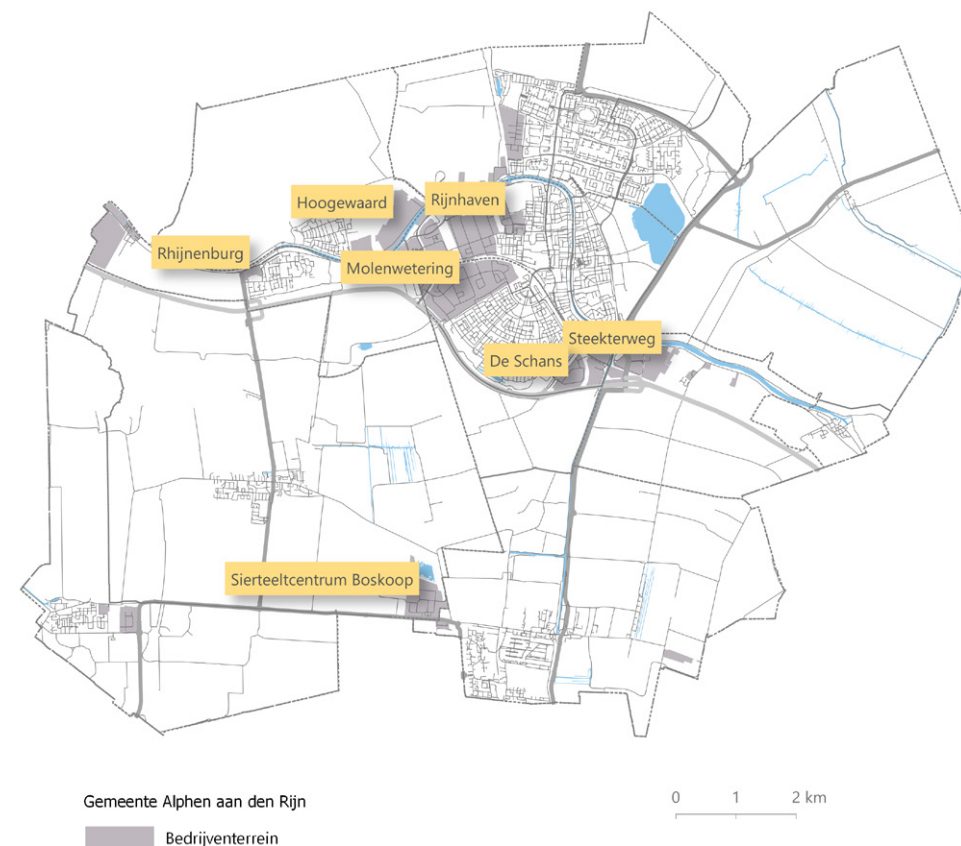 Hoogewaard
Rijnhaven
Rhijnenburg
Molenwetering
Steekterweg
De Schans
Sierteeltcentrum Boskoop
Gemeente Alphen aan den Rijn
0 1 2 km
Bedrijventerrein